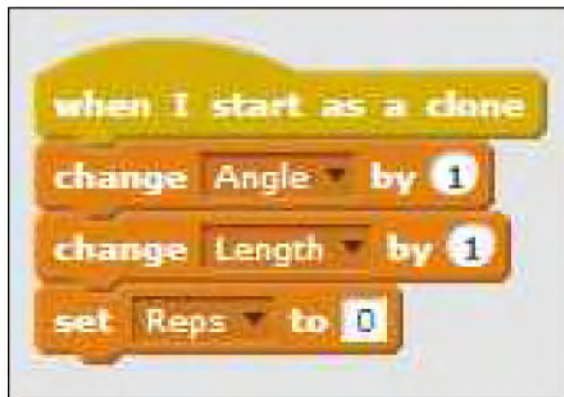 when I start as a clone
change Angle by 1
change Length by 1
set Reps to 0